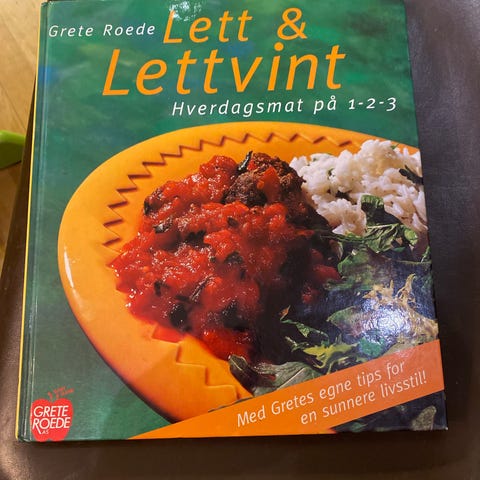 Grete Roede Lett &
Lettvint
Hverdagsmat på 1-2-3
Med Gretes egne tips for
en sunnere livsstil!
GRETE
ROEDE
AS